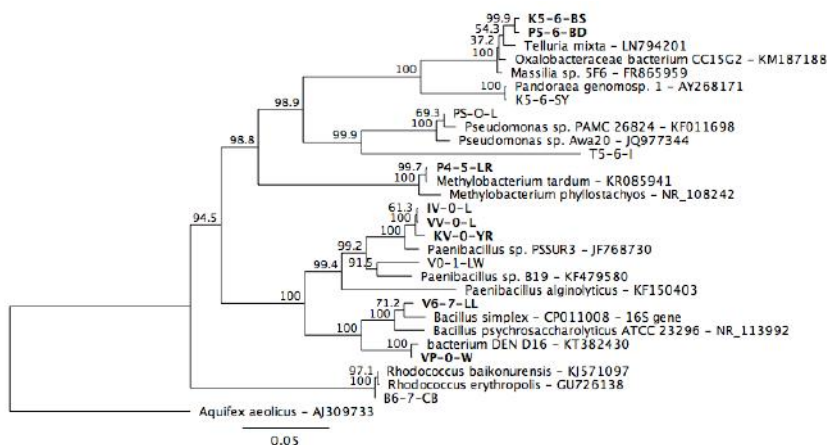 99.9 K5-6-BS
54.3 P5-6-BD
37.2 Telluria mixta - LN794201
Oxalobacteraceae bacterium CC15G2 - KM187188
100 Massilia sp. 5F6 - FR865959
100 Pandoraea genomosp. 1 - AY268171
K5-6-SY
98.9
69.3 PS-O-L
100 Pseudomonas sp. PAMC 26824 - KF011698
98.8
99.9 Pseudomonas sp. Awa20 - JQ977344
T5-6-I
99.7 P4-5-LR
100 Methylobacterium tardum - KR085941
Methylobacterium phyllostachyos - NR_108242
94.5
61.3 IV-0-L
100 VV-0-L
100 KV-0-YR
99.2 Paenibacillus sp. PSSUR3 - JF768730
91.5 V0-1-LW
99.4 Paenibacillus sp. B19 - KF479580
Paenibacillus alginolyticus - KF150403
100
71.2 V6-7-LL
100 Bacillus simplex - CP011008 - 16S gene
Bacillus psychrosaccharolyticus ATCC 23296 - NR_113992
100
100 bacterium DEN D16 - KT382430
VP-0-W
97.1 Rhodococcus baikonurensis - KJ571097
100 Rhodococcus erythropolis - GU726138
B6-7-CB
Aquifex aeolicus - AJ309733
0.05